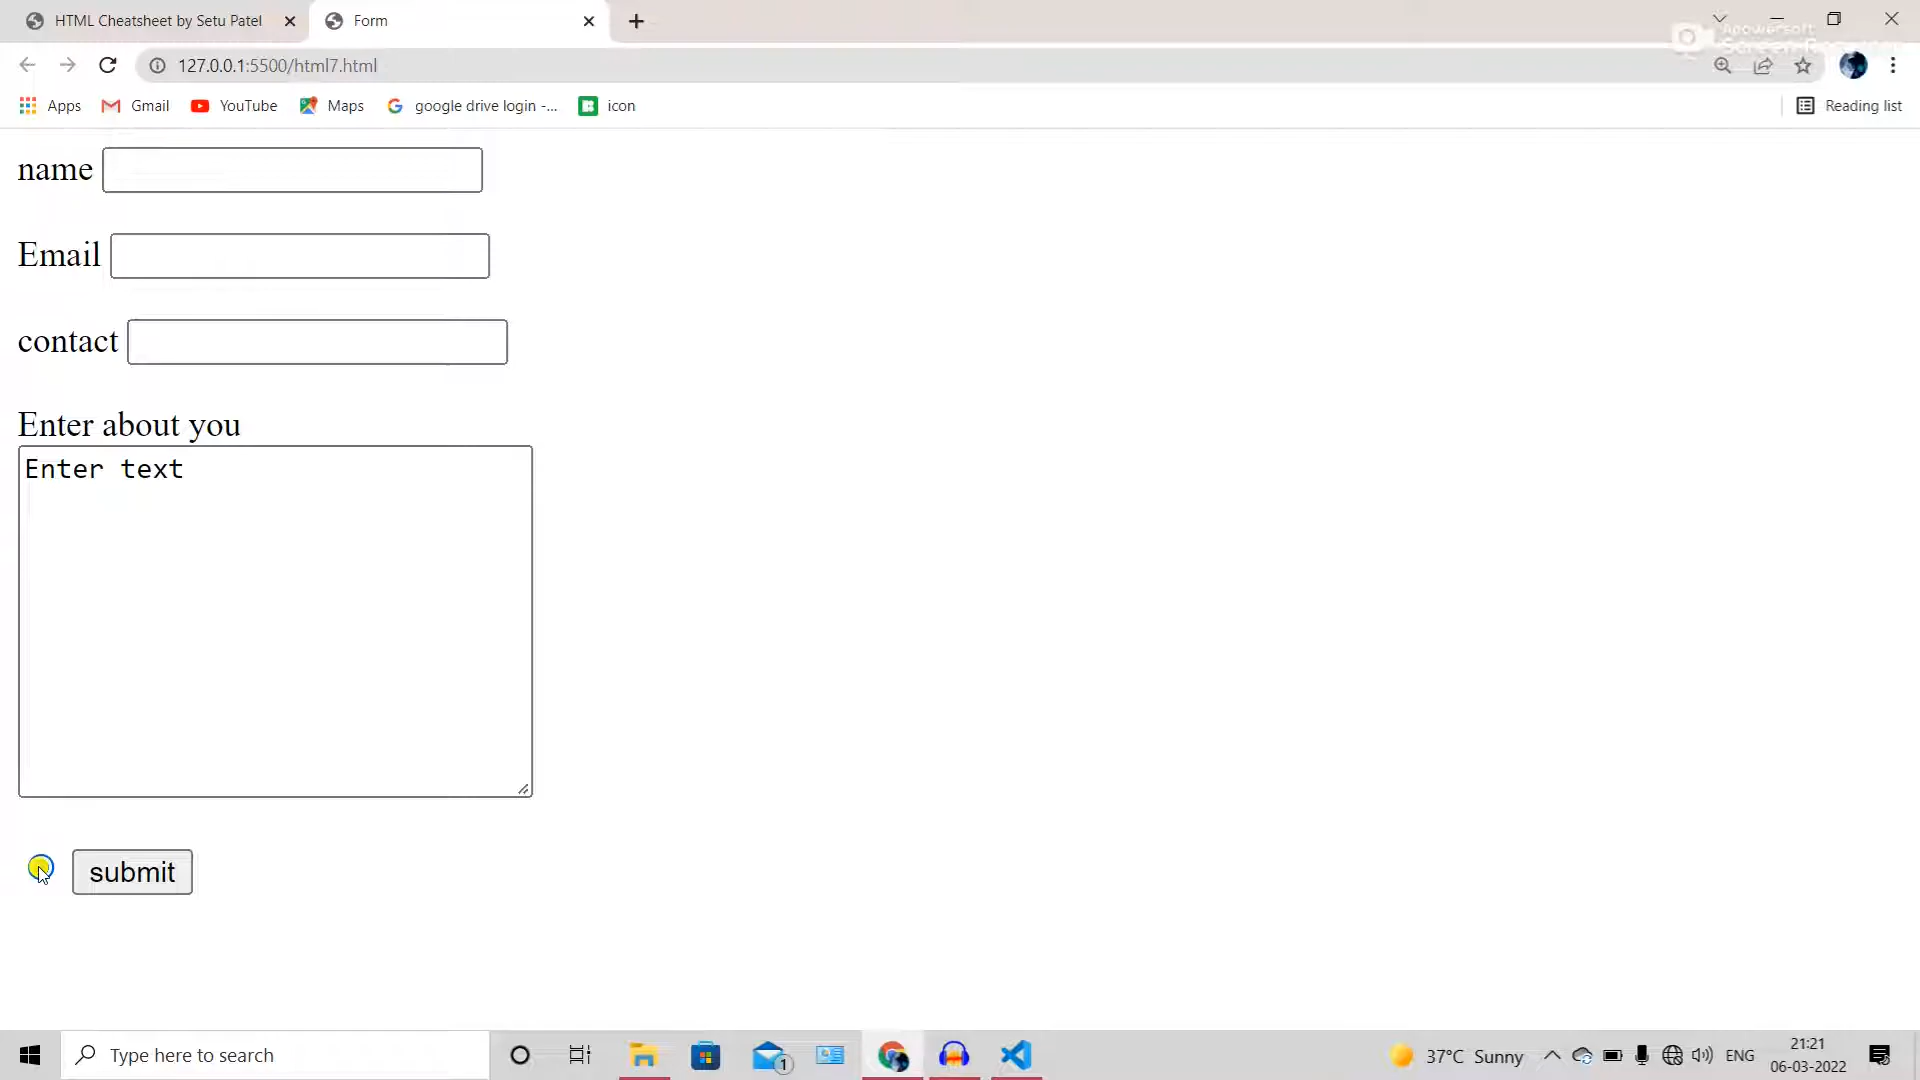 HTML Cheatsheet by Setu Patel
Form
Apowersoft
127.0.0.1:5500/html7.html
Apps
Gmail
YouTube
Maps
google drive login -...
icon
Reading list
name
Email
contact
Enter about you
Enter text
submit
Type here to search
1
37°C Sunny
ENG
21:21
06-03-2022